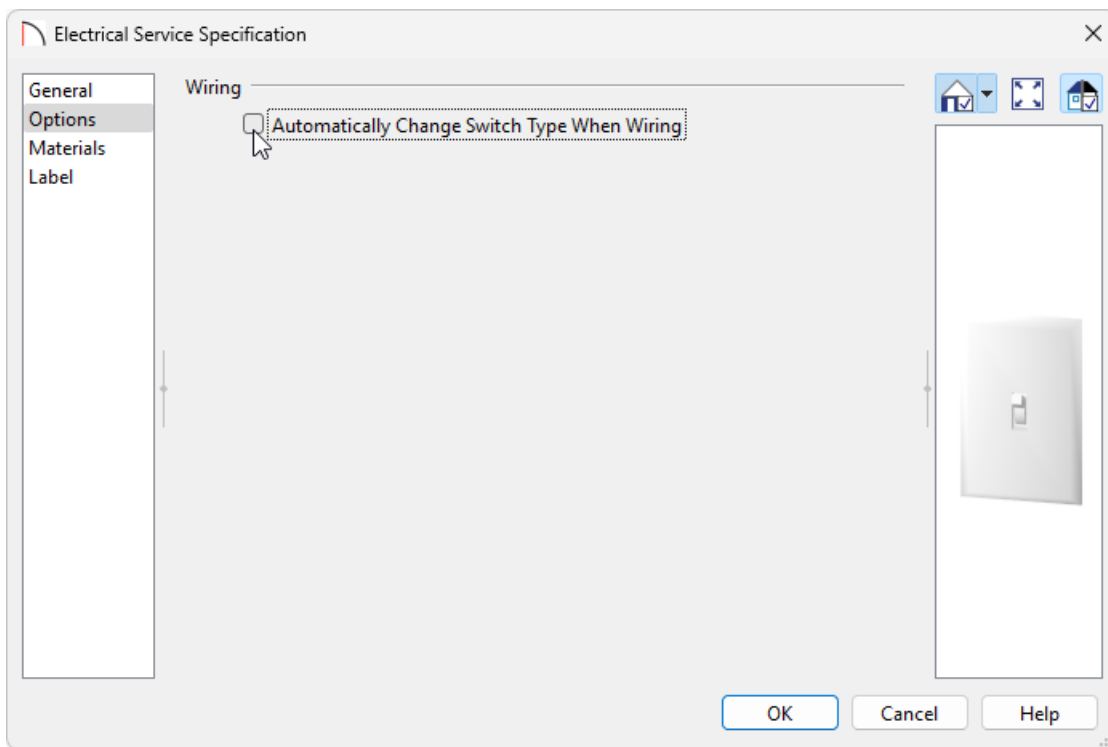 Electrical Service Specification
General
Options
Materials
Label
Wiring
Automatically Change Switch Type When Wiring
OK
Cancel
Help